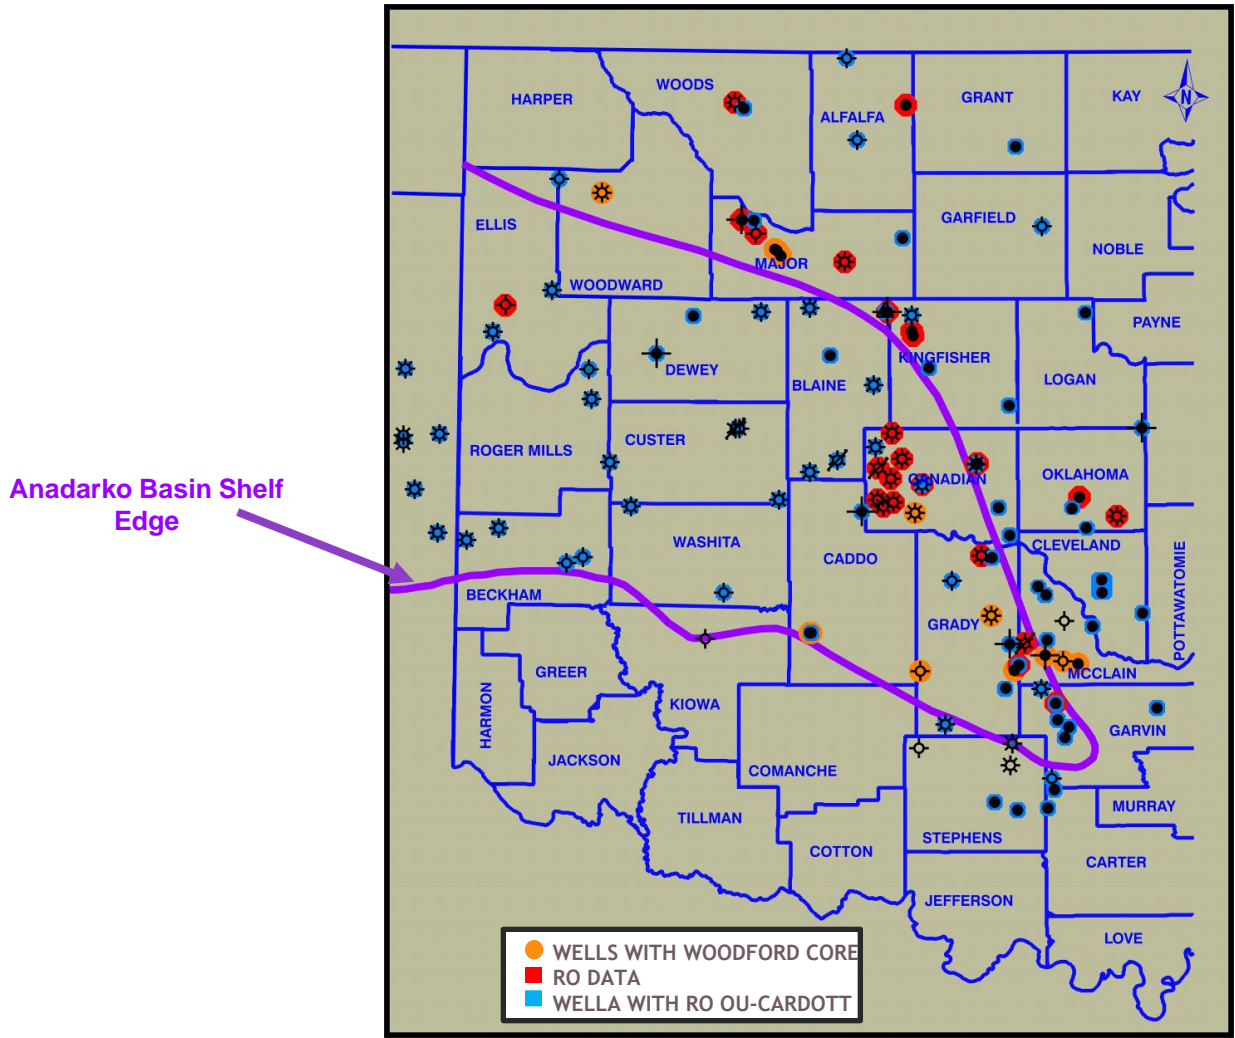 HARPER
WOODS
ALFALFA
GRANT
KAY
N
ELLIS
GARFIELD
NOBLE
WOODWARD
MAJOR
PAYNE
DEWEY
BLAINE
KINGFISHER
LOGAN
ROGER MILLS
CUSTER
CANADIAN
OKLAHOMA
Anadarko Basin Shelf
Edge
WASHITA
CADDO
CLEVELAND
POTTAWATOMIE
BECKHAM
GRADY
GREER
MCCLAIN
HARMON
KIOWA
GARVIN
JACKSON
COMANCHE
TILLMAN
MURRAY
STEPHENS
COTTON
CARTER
JEFFERSON
LOVE
WELLS WITH WOODFORD CORE
RO DATA
WELLA WITH RO OU-CARDOTT